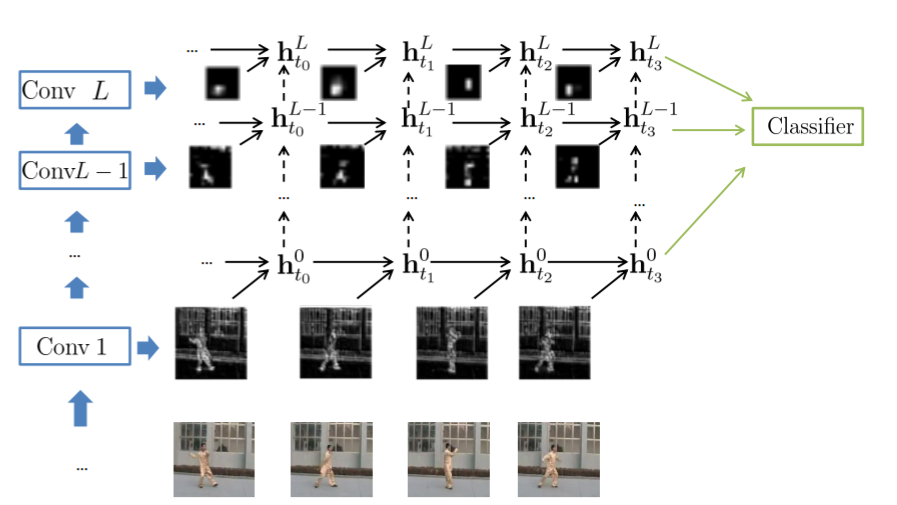 ... h^L_{t_0} h^L_{t_1} h^L_{t_2} h^L_{t_3}
Conv L
... h^{L-1}_{t_0} h^{L-1}_{t_1} h^{L-1}_{t_2} h^{L-1}_{t_3} Classifier
ConvL − 1
... ... ... ...
...
... h^0_{t_0} h^0_{t_1} h^0_{t_2} h^0_{t_3}
Conv 1
...